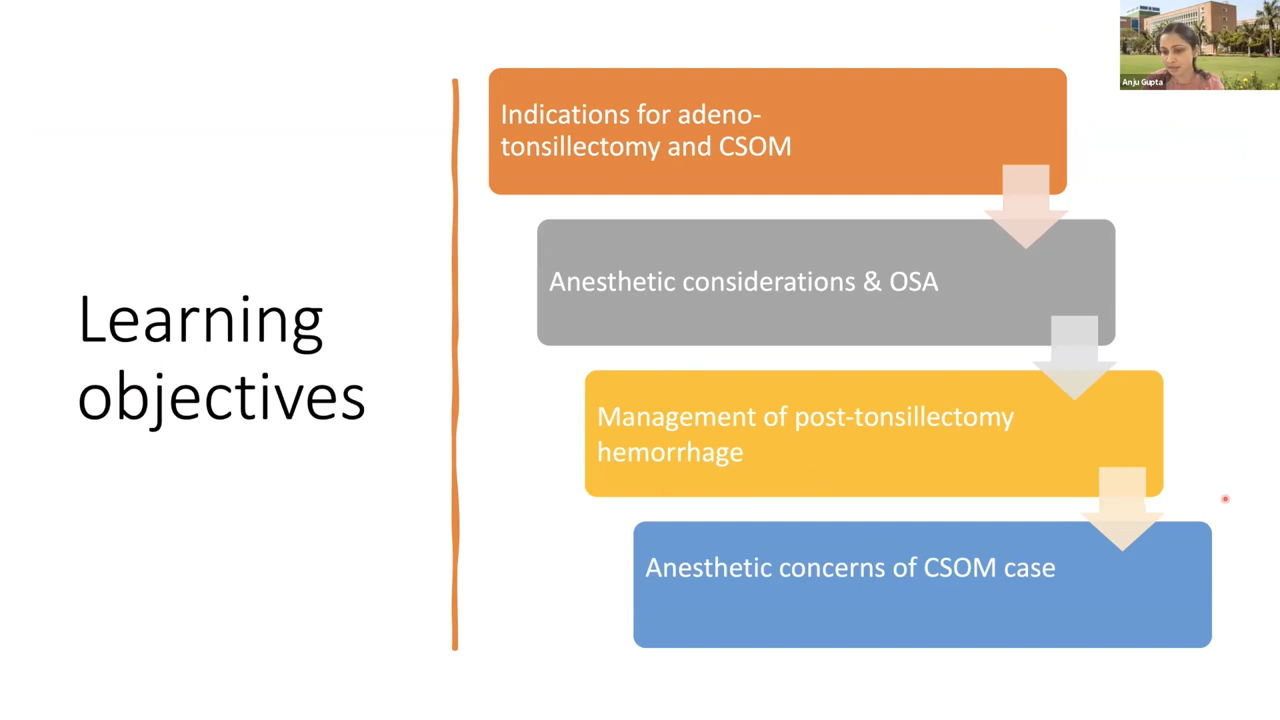 Learning
objectives
Indications for adeno-
tonsillectomy and CSOM
Anesthetic considerations & OSA
Management of post-tonsillectomy
hemorrhage
Anesthetic concerns of CSOM case
Anju Gupta